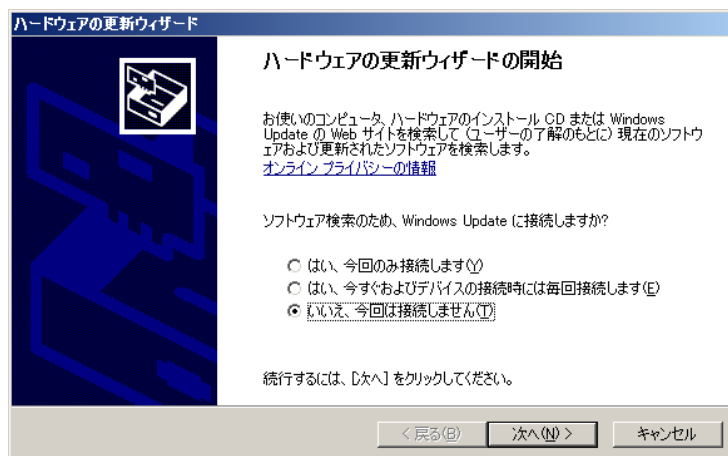 ハードウェアの更新ウィザード
ハードウェアの更新ウィザードの開始
お使いのコンピュータ、ハードウェアのインストール CD または Windows
Update の Web サイトを検索して (ユーザーの了解のもとに) 現在のソフトウ
ェアおよび更新されたソフトウェアを検索します。
オンライン プライバシーの情報
ソフトウェア検索のため、Windows Update に接続しますか?
はい、今回のみ接続します(Y)
はい、今すぐおよびデバイスの接続時には毎回接続します(E)
いいえ、今回は接続しません(T)
続行するには、[次へ] をクリックしてください。
< 戻る(B) 次へ(N) > キャンセル